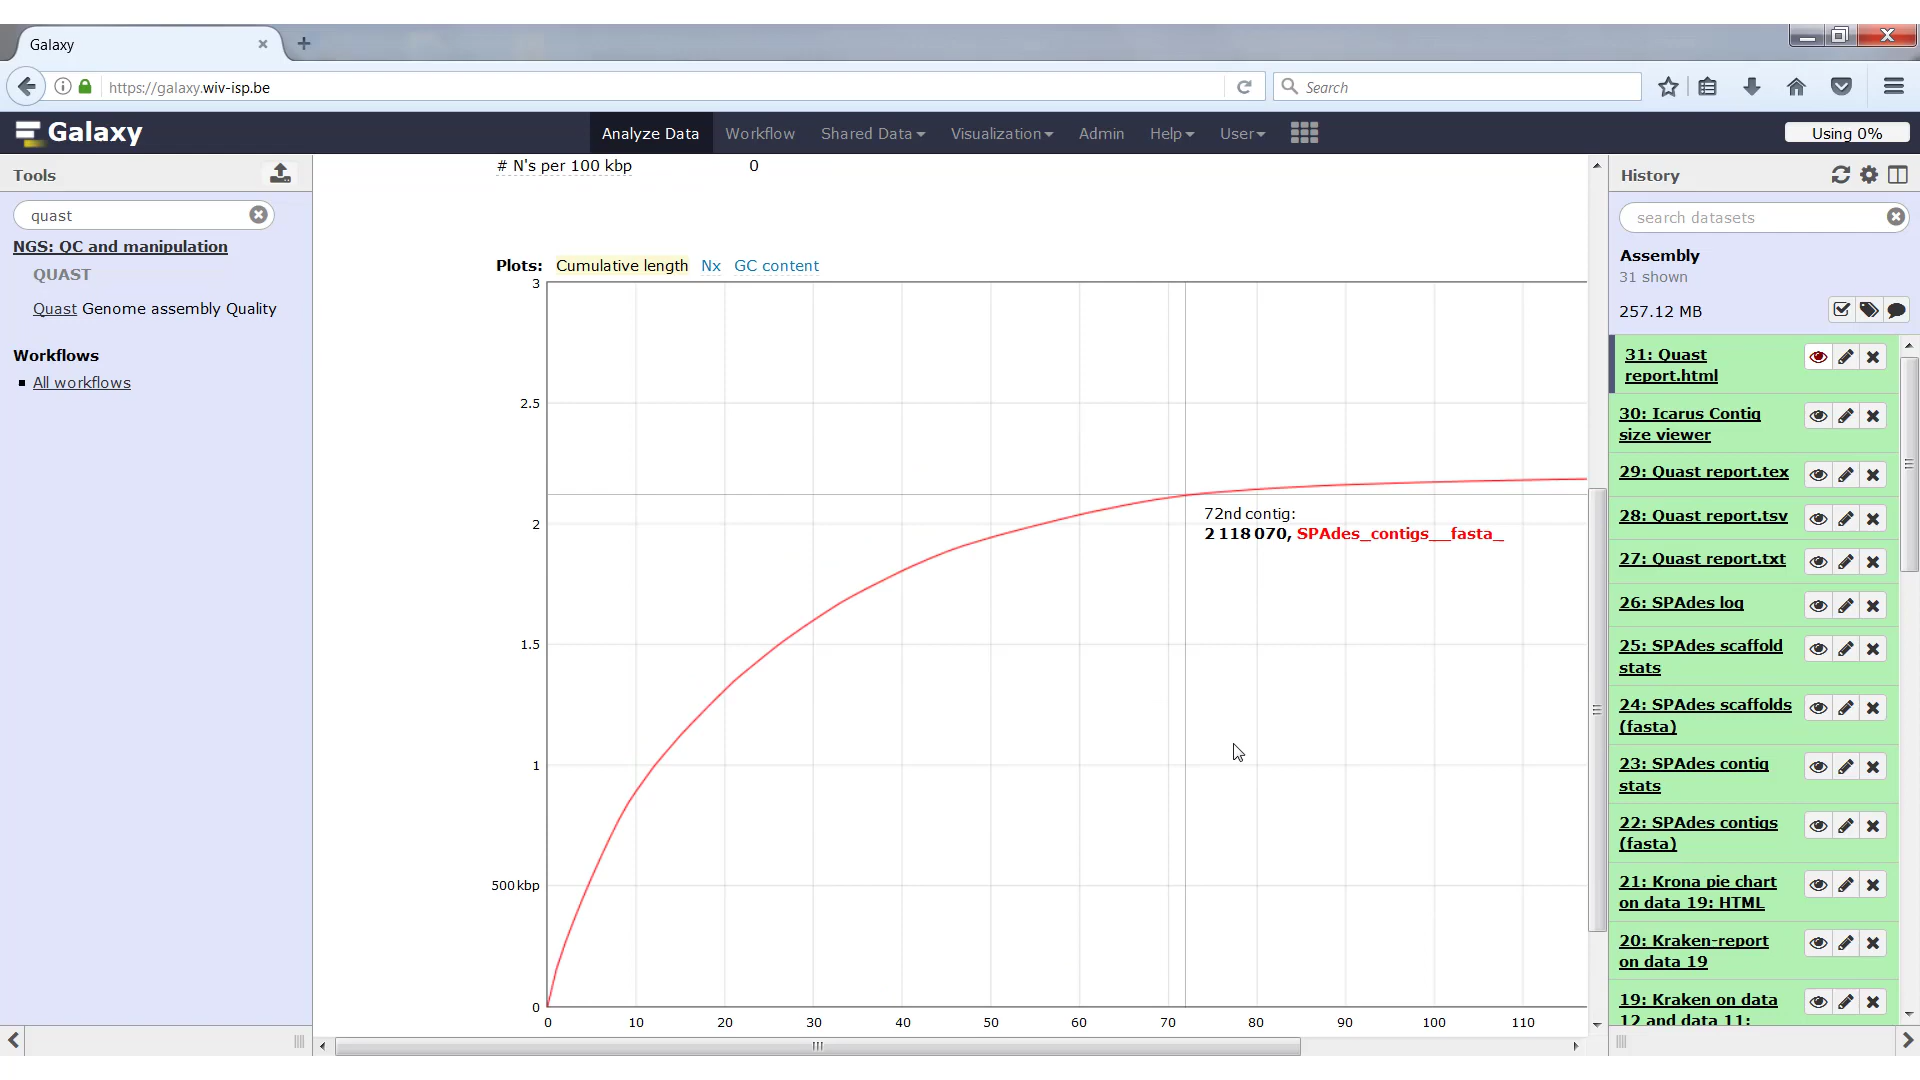 Galaxy
https://galaxy.wiv-isp.be
Search
Galaxy
Analyze Data
Workflow
Shared Data
Visualization
Admin
Help
User
Using 0%
Tools
quast
NGS: QC and manipulation
QUAST
Quast Genome assembly Quality
Workflows
All workflows
# N's per 100 kbp 0
Plots: Cumulative length Nx GC content
3
2.5
2
1.5
1
500 kbp
0
72nd contig:
2 118 070, SPAdes_contigs__fasta_
0 10 20 30 40 50 60 70 80 90 100 110
History
search datasets
Assembly
31 shown
257.12 MB
31: Quast
report.html
30: Icarus Contig
size viewer
29: Quast report.tex
28: Quast report.tsv
27: Quast report.txt
26: SPAdes log
25: SPAdes scaffold
stats
24: SPAdes scaffolds
(fasta)
23: SPAdes contig
stats
22: SPAdes contigs
(fasta)
21: Krona pie chart
on data 19: HTML
20: Kraken-report
on data 19
19: Kraken on data
12 and data 11: